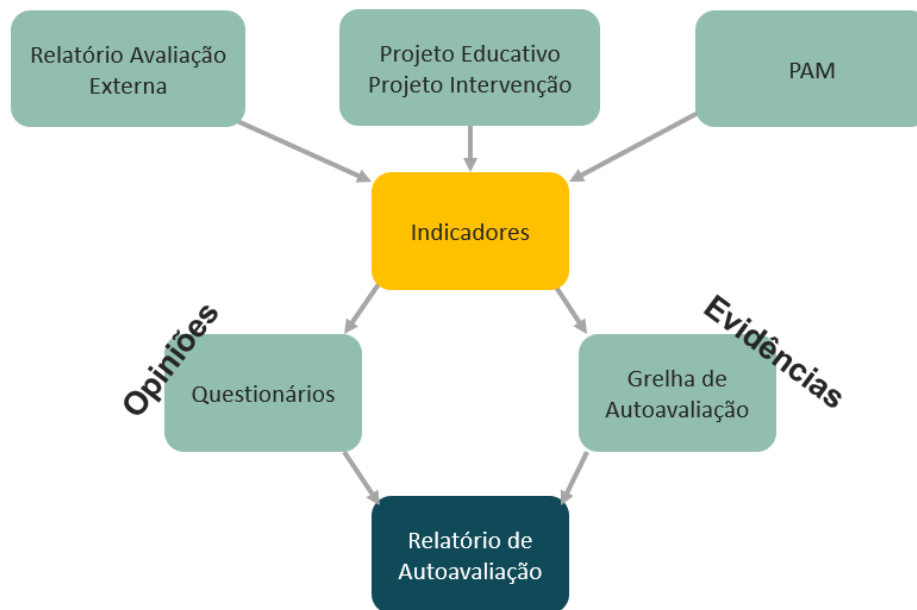 Relatório Avaliação
Externa
Projeto Educativo
Projeto Intervenção
PAM
Indicadores
Opiniões
Evidências
Questionários
Grelha de
Autoavaliação
Relatório de
Autoavaliação